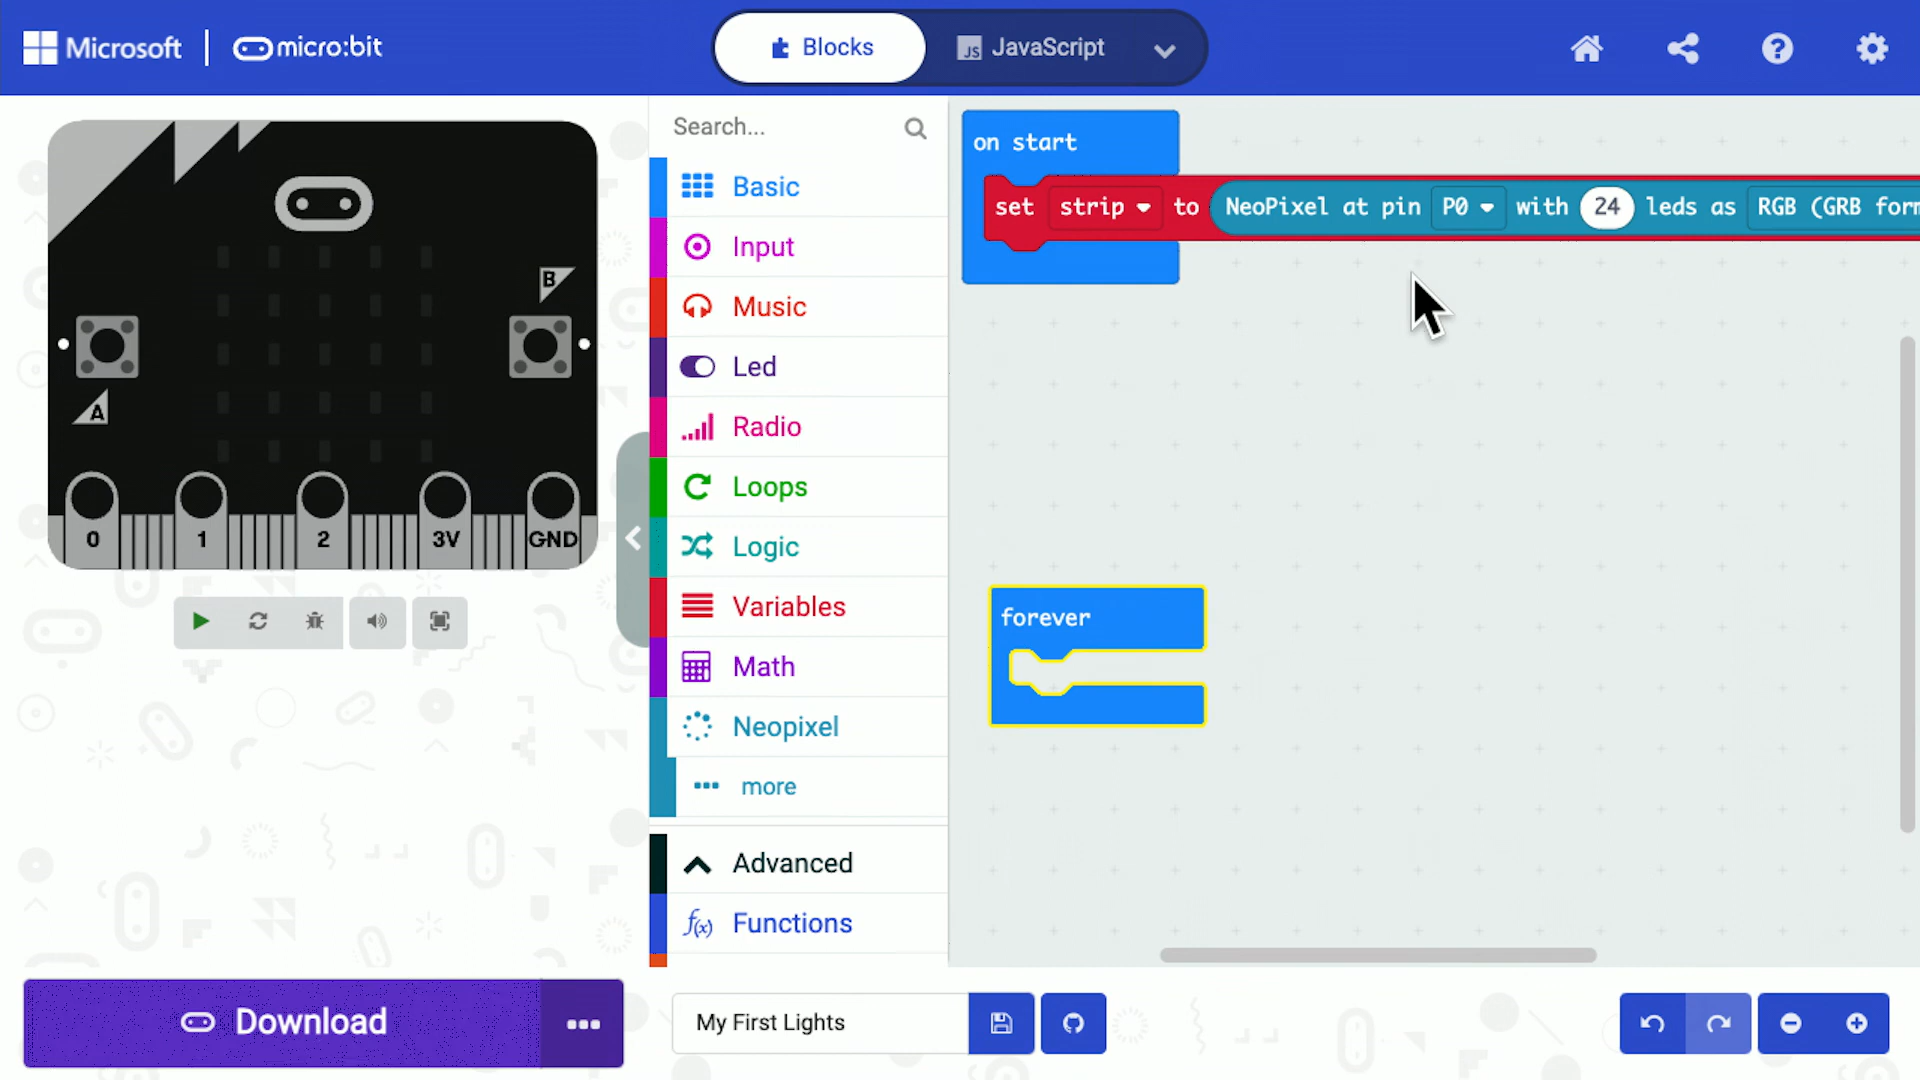 Microsoft | micro:bit
Blocks
JS JavaScript
B
A
0 1 2 3V GND
Search...
Basic
Input
Music
Led
Radio
Loops
Logic
Variables
Math
Neopixel
more
Advanced
f(x) Functions
on start
set strip to NeoPixel at pin P0 with 24 leds as RGB (GRB form
forever
Download
My First Lights